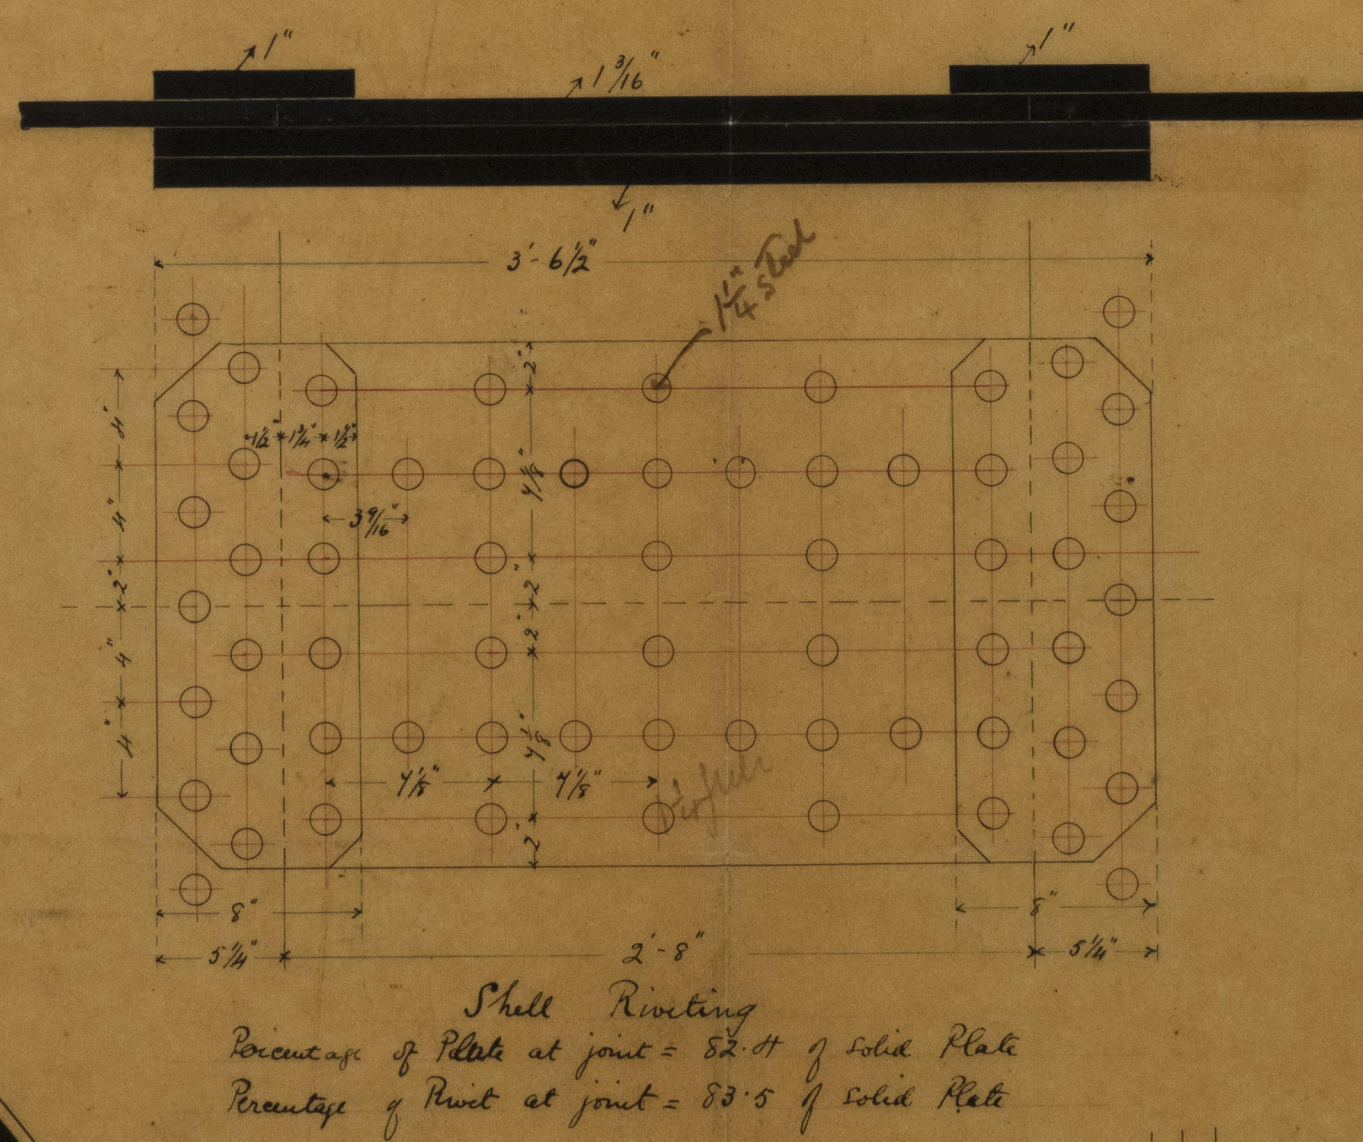 1"
1"
1 3/16"
1"
3'-6 1/2"
1 1/4" Steel
2"
4"
1 1/2" 1 3/4" 1 1/2"
4 1/8"
3 9/16"
4"
2"
2"
2"
4"
4 1/8"
4"
4 1/8" 4 1/8"
2"
8" 8"
5 1/4" 2'-8" 5 1/4"
Shell Riveting
Percentage of Plate at joint = 82.4 of solid Plate
Percentage of Rivet at joint = 83.5 of solid Plate